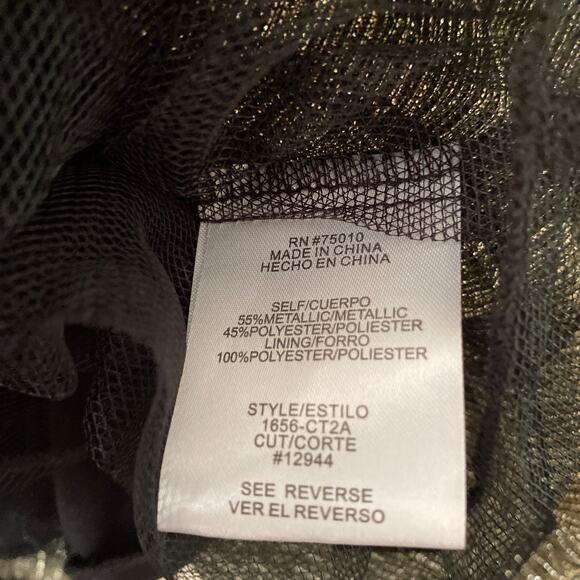 RN #75010
MADE IN CHINA
HECHO EN CHINA
SELF/CUERPO
55%METALLIC/METALLIC
45%POLYESTER/POLIESTER
LINING/FORRO
100%POLYESTER/POLIESTER
STYLE/ESTILO
1656-CT2A
CUT/CORTE
#12944
SEE REVERSE
VER EL REVERSO